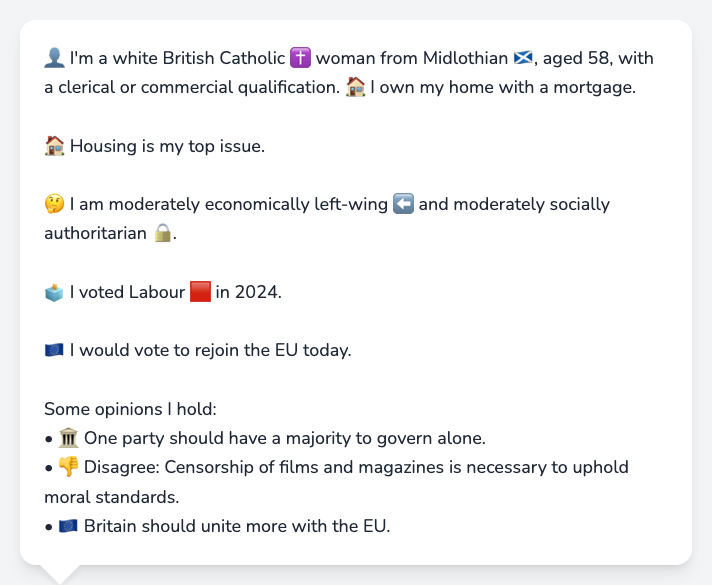 👤 I'm a white British Catholic ✝️ woman from Midlothian 🏴󠁧󠁢󠁳󠁣󠁴󠁿, aged 58, with
a clerical or commercial qualification. 🏠 I own my home with a mortgage.
🏠 Housing is my top issue.
🤔 I am moderately economically left-wing ⬅️ and moderately socially
authoritarian 🔒.
🗳️ I voted Labour 🟥 in 2024.
🇪🇺 I would vote to rejoin the EU today.
Some opinions I hold:
• 🏛️ One party should have a majority to govern alone.
• 👎 Disagree: Censorship of films and magazines is necessary to uphold
moral standards.
• 🇪🇺 Britain should unite more with the EU.